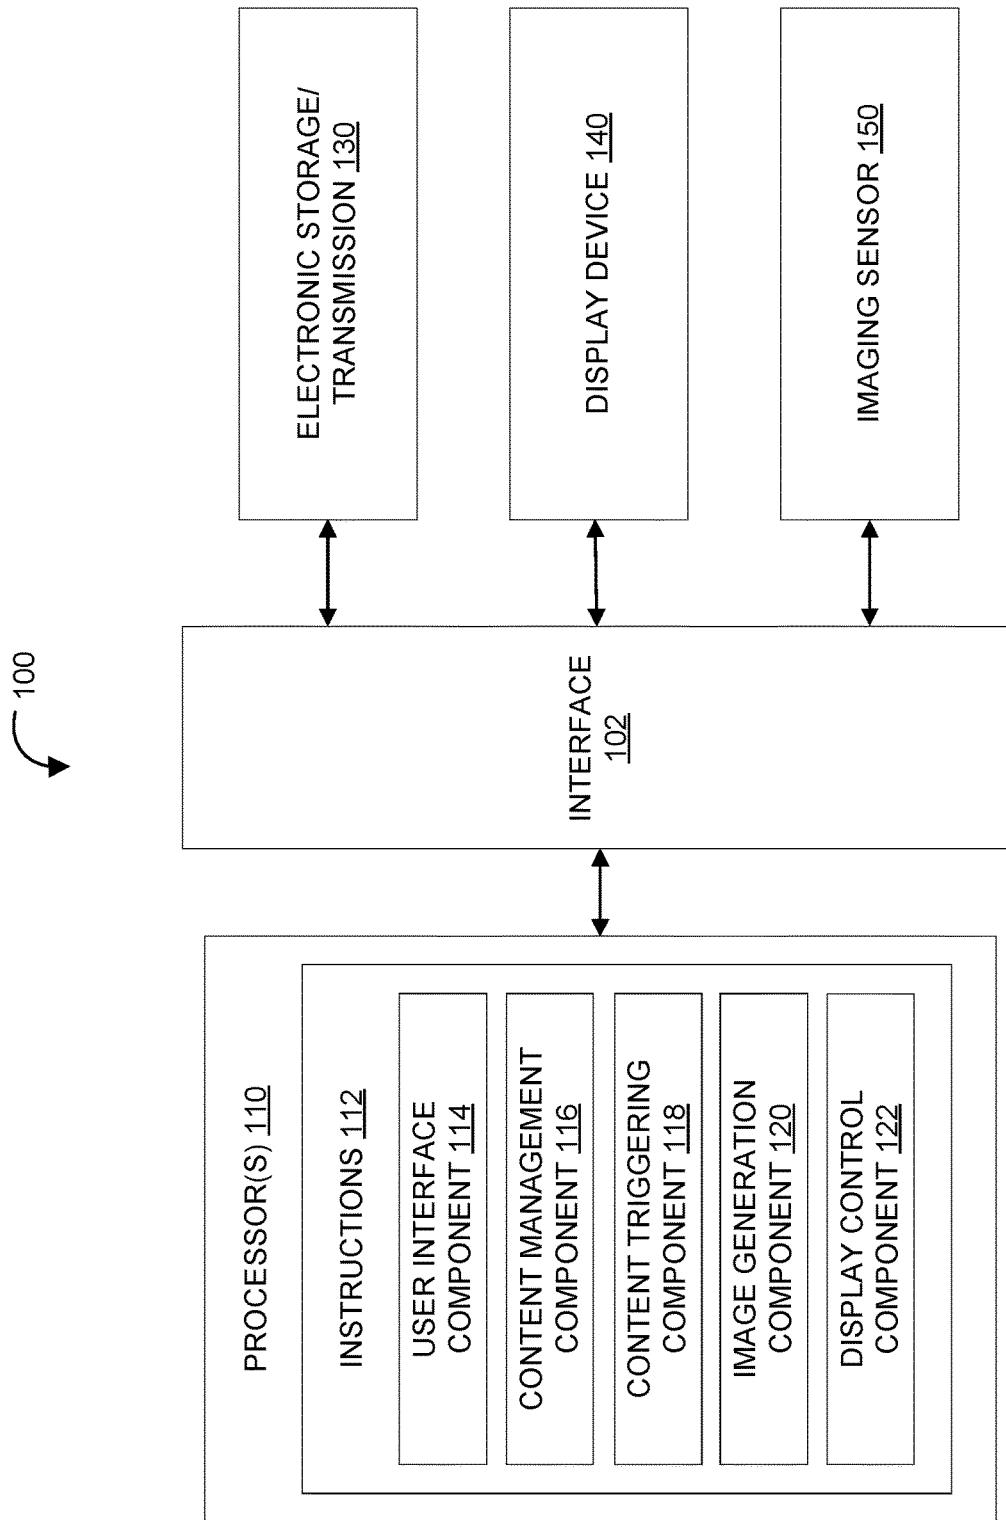 100
PROCESSOR(S) 110
INSTRUCTIONS 112
USER INTERFACE
COMPONENT 114
CONTENT MANAGEMENT
COMPONENT 116
CONTENT TRIGGERING
COMPONENT 118
IMAGE GENERATION
COMPONENT 120
DISPLAY CONTROL
COMPONENT 122
INTERFACE
102
ELECTRONIC STORAGE/
TRANSMISSION 130
DISPLAY DEVICE 140
IMAGING SENSOR 150